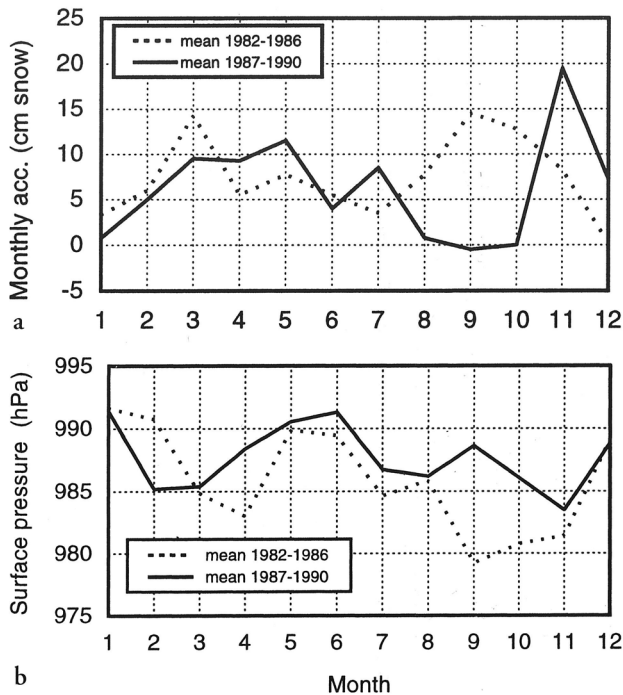 25
20
15
10
5
0
-5
Monthly acc. (cm snow)
mean 1982-1986
mean 1987-1990
a
1 2 3 4 5 6 7 8 9 10 11 12
995
990
985
980
975
Surface pressure (hPa)
mean 1982-1986
mean 1987-1990
1 2 3 4 5 6 7 8 9 10 11 12
b
Month